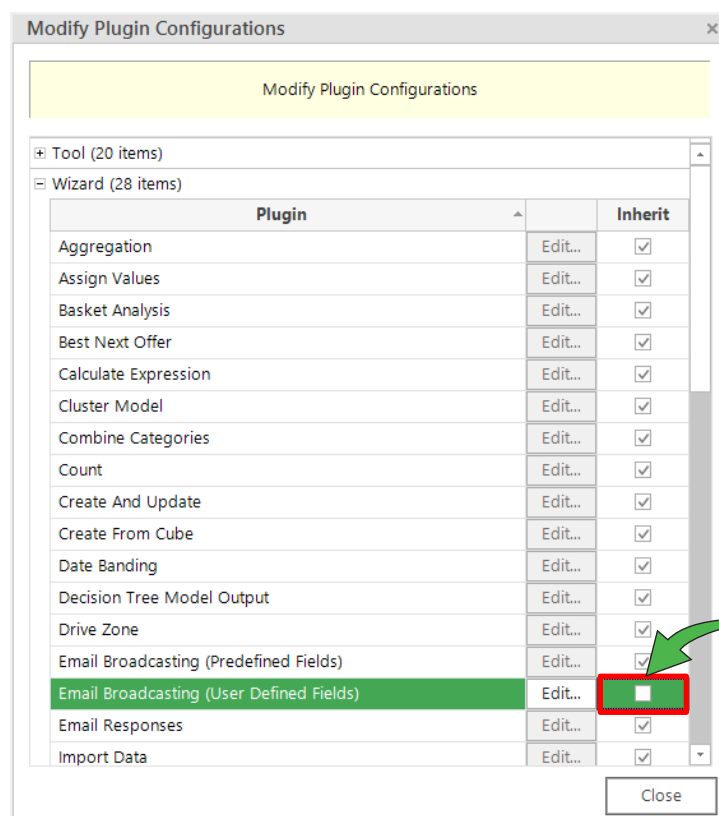 Modify Plugin Configurations
Modify Plugin Configurations
Tool (20 items)
Wizard (28 items)
Plugin Inherit
Aggregation Edit...
Assign Values Edit...
Basket Analysis Edit...
Best Next Offer Edit...
Calculate Expression Edit...
Cluster Model Edit...
Combine Categories Edit...
Count Edit...
Create And Update Edit...
Create From Cube Edit...
Date Banding Edit...
Decision Tree Model Output Edit...
Drive Zone Edit...
Email Broadcasting (Predefined Fields) Edit...
Email Broadcasting (User Defined Fields) Edit...
Email Responses Edit...
Import Data Edit...
Close